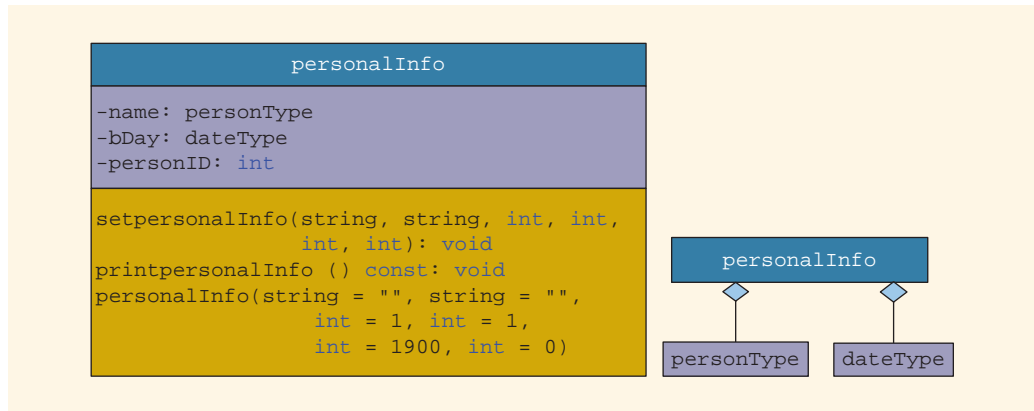 personalInfo
-name: personType
-bDay: dateType
-personID: int
setpersonalInfo(string, string, int, int,
int, int): void
printpersonalInfo () const: void
personalInfo(string = "", string = "",
int = 1, int = 1,
int = 1900, int = 0)
personalInfo
personType
dateType